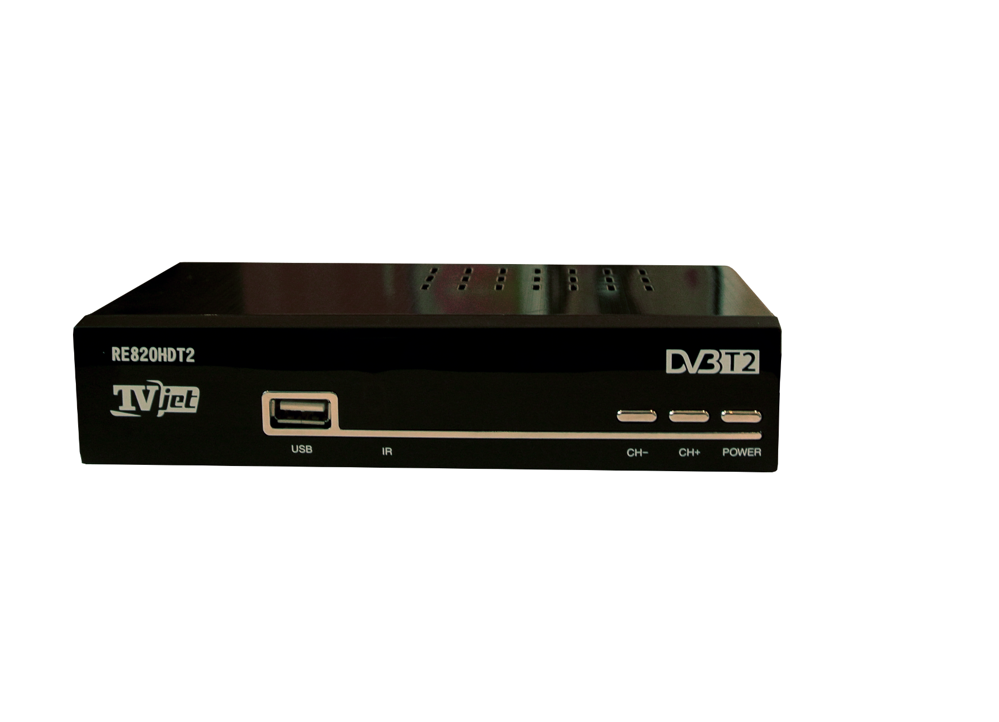 RE820HDT2
DVB T2
TVjet
USB
IR
CH-
CH+
POWER